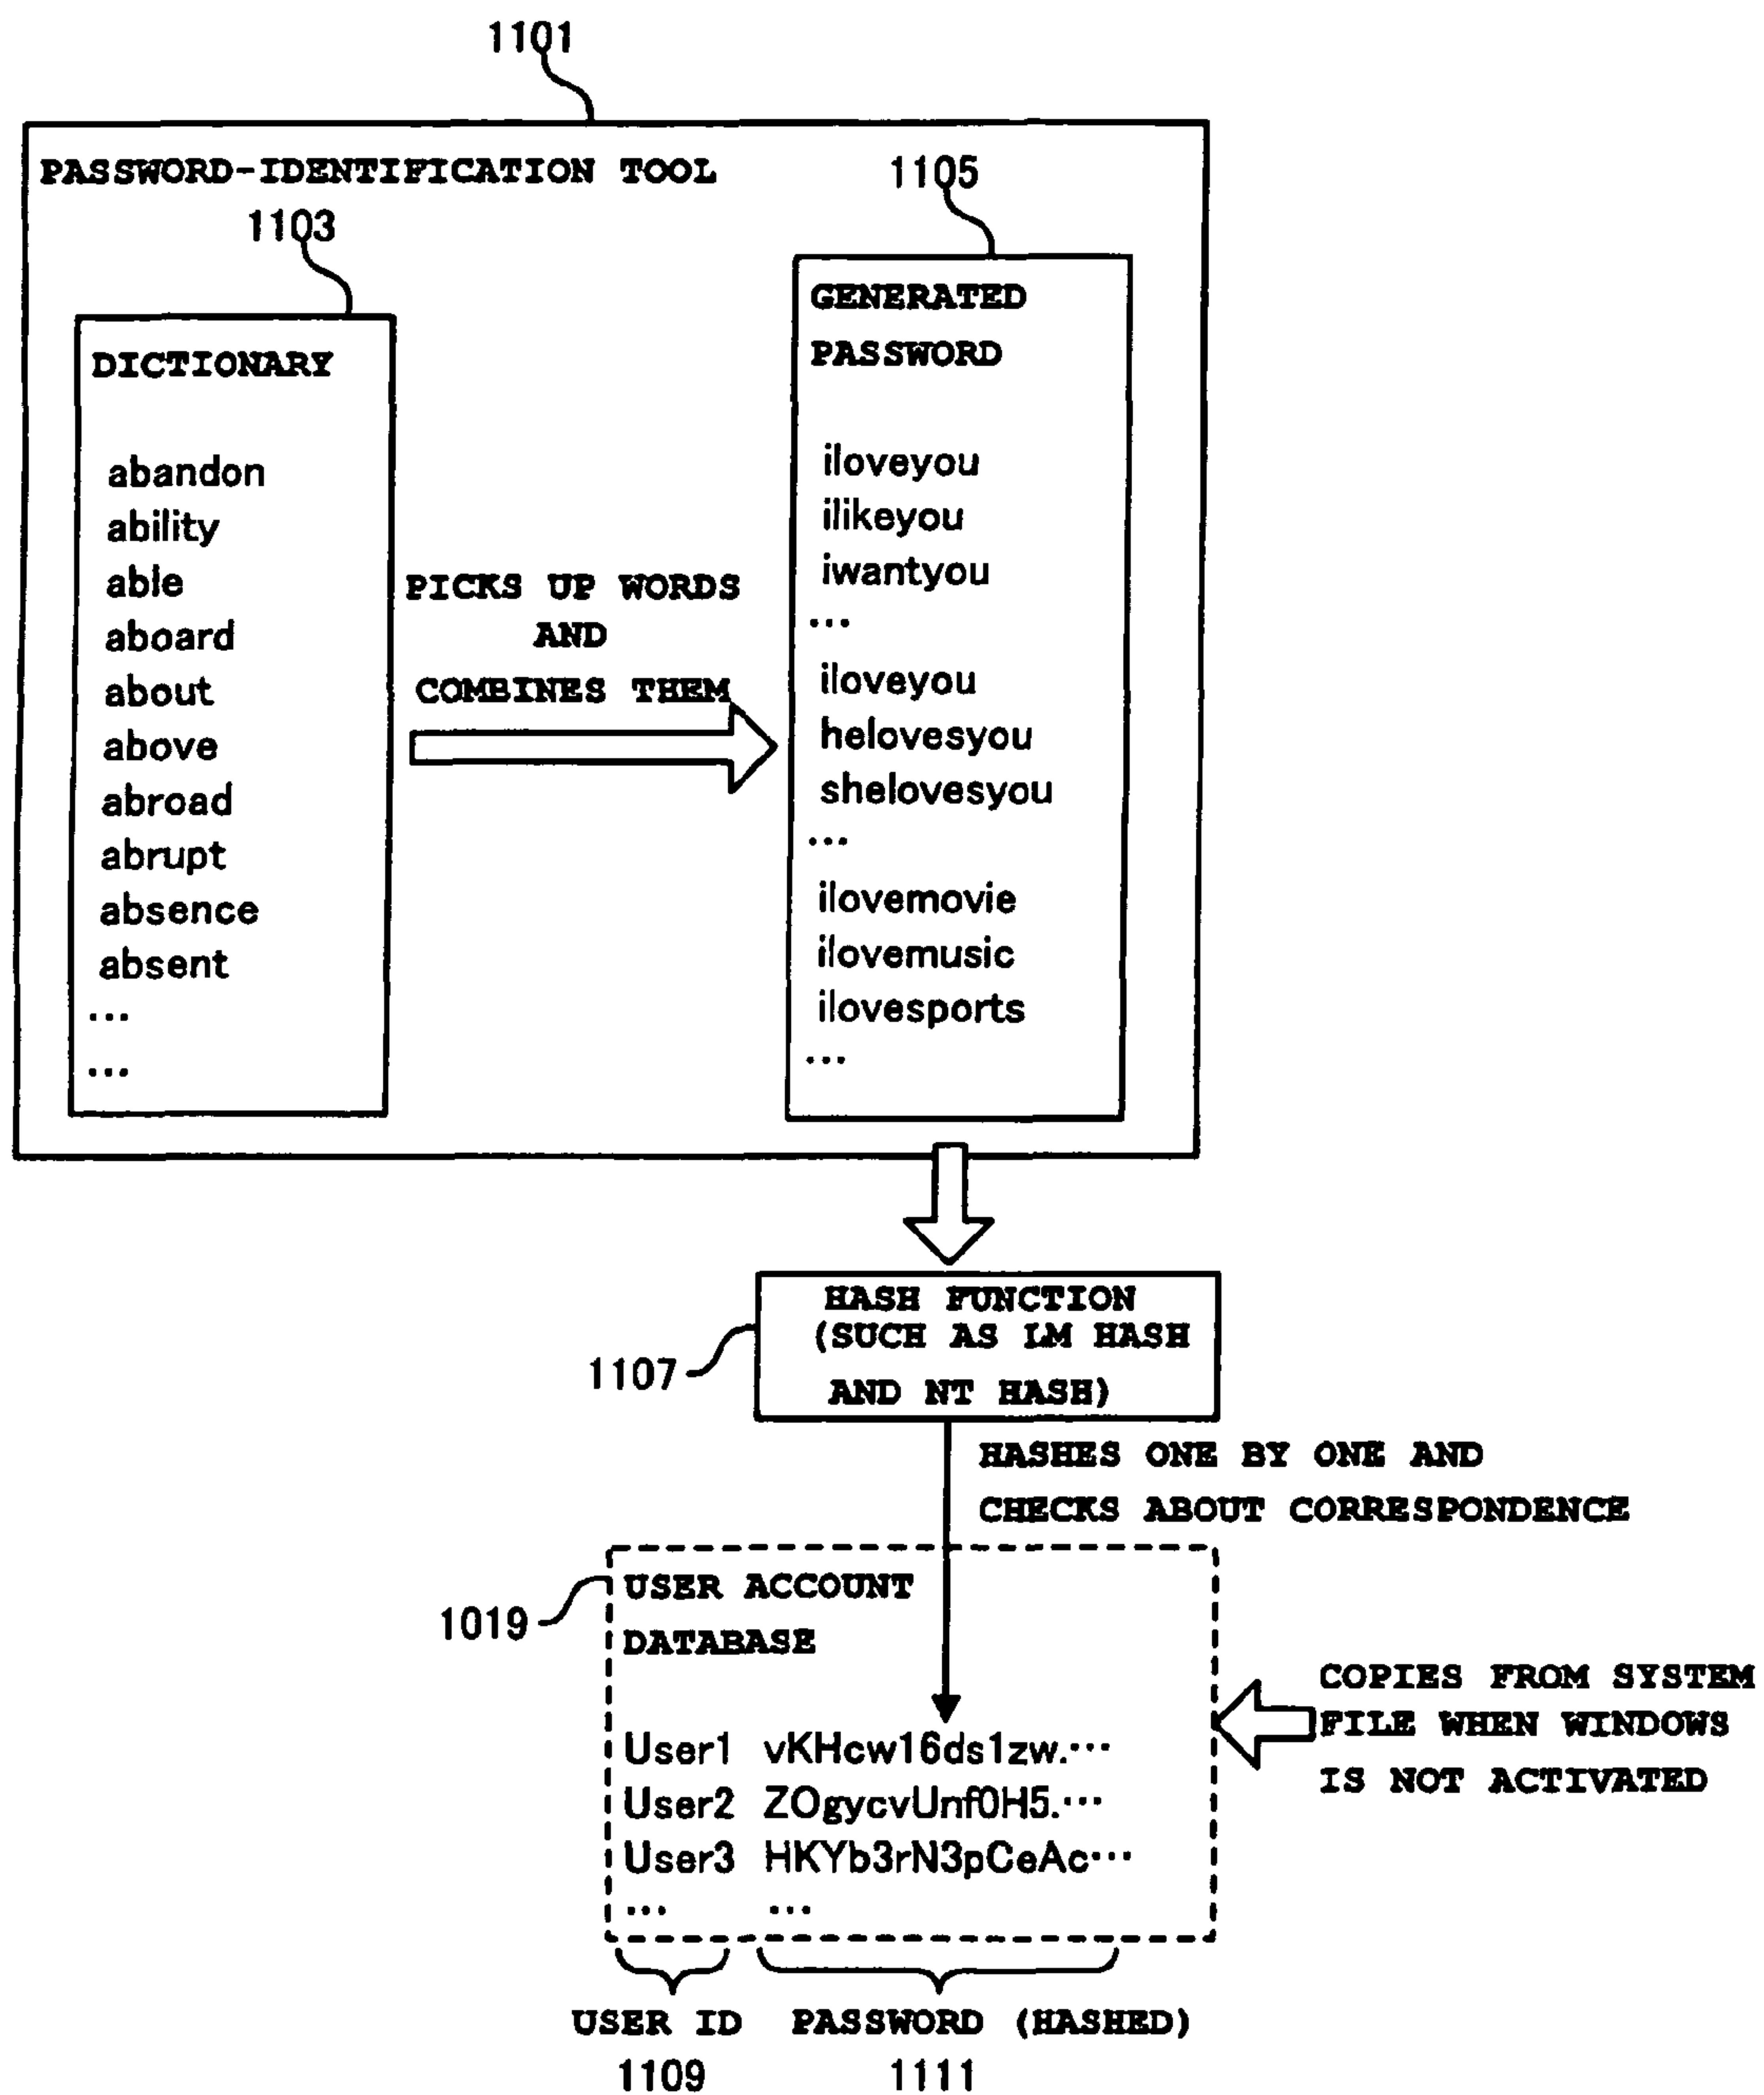 1101
PASSWORD-IDENTIFICATION TOOL
1103
DICTIONARY
abandon
ability
able
aboard
about
above
abroad
abrupt
absence
absent
...
...
PICKS UP WORDS
AND
COMBINES THEM
1105
GENERATED
PASSWORD
iloveyou
ilikeyou
iwantyou
...
iloveyou
helovesyou
shelovesyou
...
ilovemovie
ilovemusic
ilovesports
...
HASH FUNCTION
(SUCH AS LM HASH
AND NT HASH)
1107
HASHES ONE BY ONE AND
CHECKS ABOUT CORRESPONDENCE
1019
USER ACCOUNT
DATABASE
User1 vKHcw16ds1zw.…
User2 ZOgycvUnf0H5.…
User3 HKYb3rN3pCeAc…
... ...
COPIES FROM SYSTEM
FILE WHEN WINDOWS
IS NOT ACTIVATED
USER ID PASSWORD (HASHED)
1109 1111